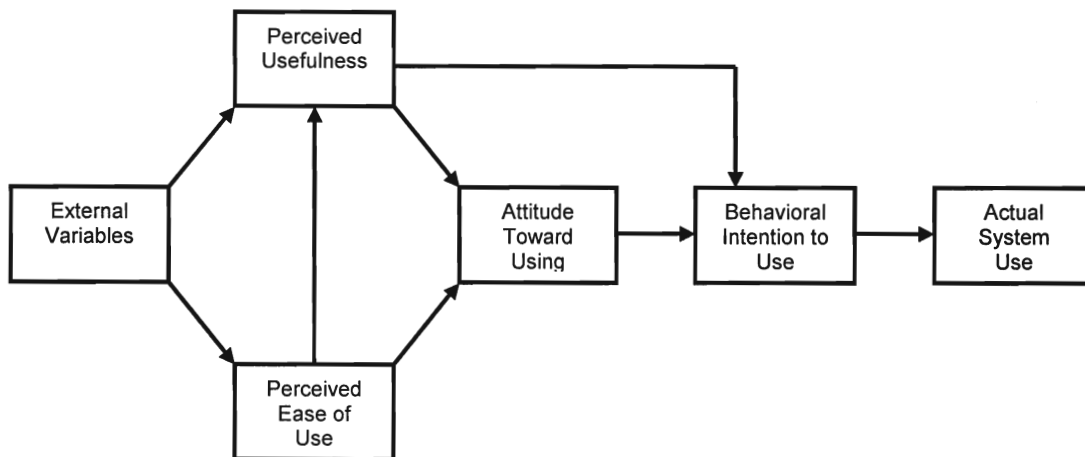 Perceived
Usefulness
External
Variables
Attitude
Toward
Using
Behavioral
Intention to
Use
Actual
System
Use
Perceived
Ease of
Use